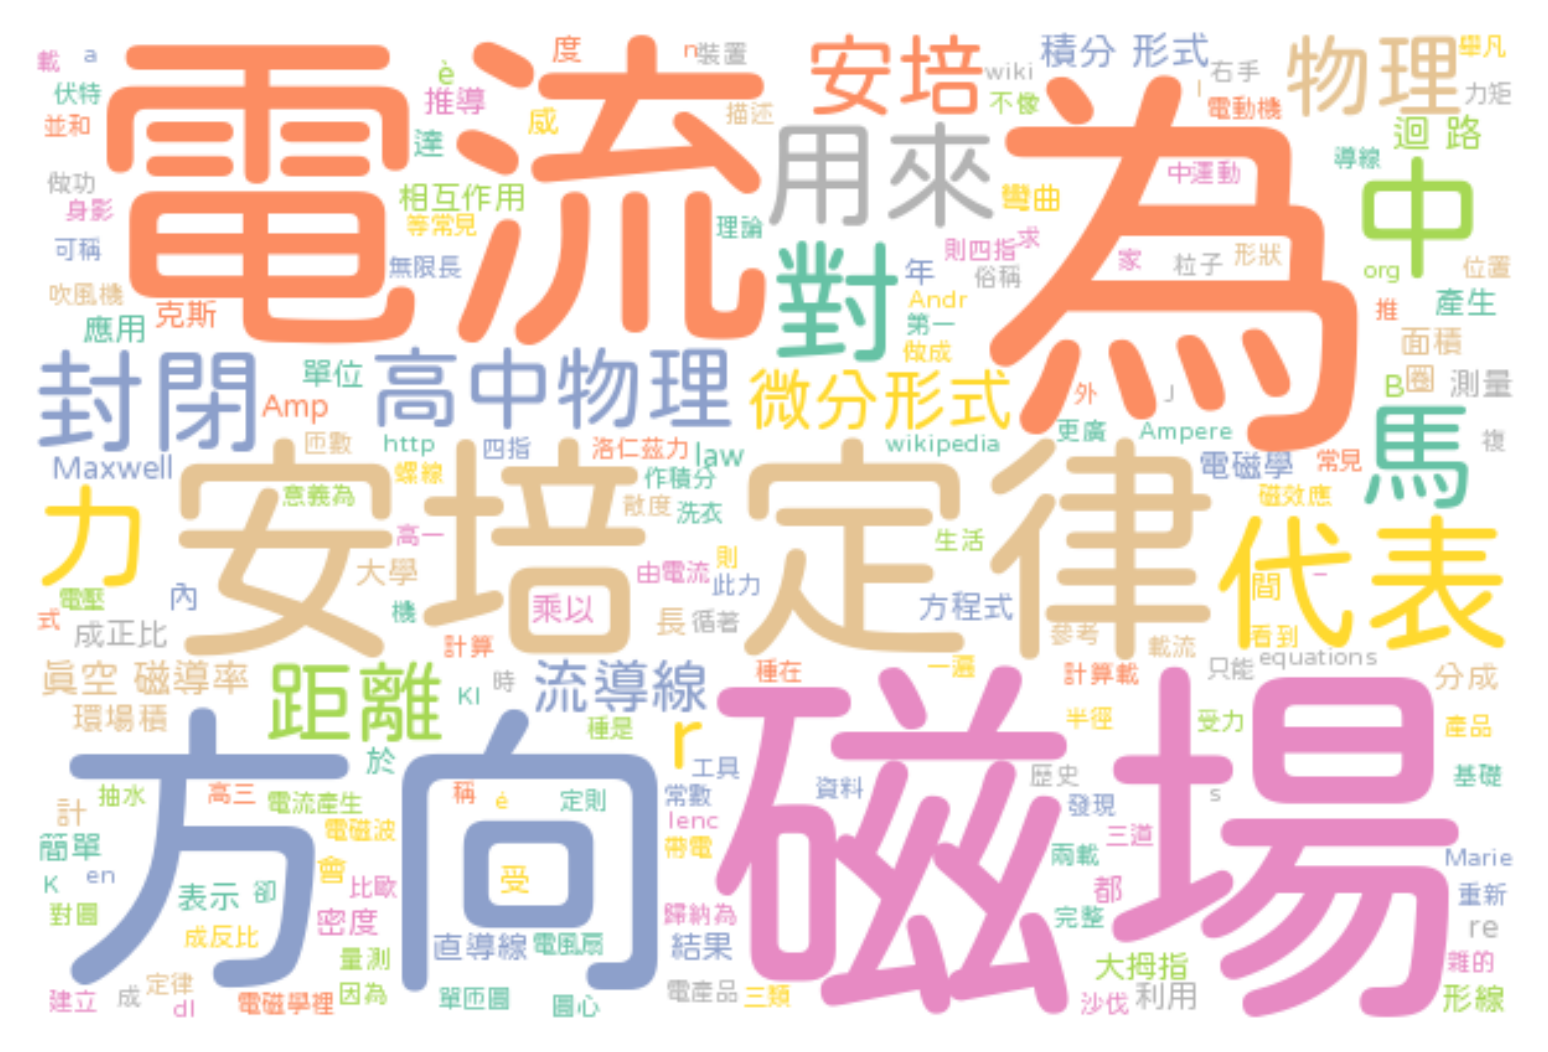 載 a 電流 度 n 裝置 安培 積分 形式 物理 舉凡
伏特 è 推導 描述 wiki 不像 右手 l 電動機 力矩
並和 達 威 用來 為 迴 路
做功 相互作用 彎曲 中運動 導線 中
身影 等常見 理論 則四指 求
可稱 無限長 對 年 俗稱 家 粒子 形狀 org 位置
吹風機 克斯 Andr 推 產生
應用 第一 面積
封閉 單位 高中物理 做成 微分形式 外 J B 圈 測量
Amp 馬
匝數 http 四指 洛仁茲力 law wikipedia 更廣 Ampere 複
Maxwell 螺線 作積分 電磁學 常見
力 安培定律 意義為 散度 洗衣 磁效應 代表
高一 生活
大學 由電流 則 此力 間 一
電壓 內 機 乘以 方程式
式 成正比 計算 長 循著 參考 載流 看到
真空 磁導率 距離 KI 時 流導線 種在 一遍 計算載 只能 equations 分成
環場積 種是 r 磁場 半徑 受力 產品
方向 於 工具 歷史 基礎
計 抽水 高三 電流產生 稱 é 定則 常數 資料 發現 s
簡單 電磁波 lenc 三道
K en 會 比歐 帶電 兩載 Marie
表示 卻 受 都 重新
對圓 密度 歸納為 完整 re
成反比 量測 直導線 電風扇 結果 大拇指 雜的
建立 成 定律 dl 電磁學裡 因為 單匝圓 圓心 電產品 三類 沙伐 利用 形線